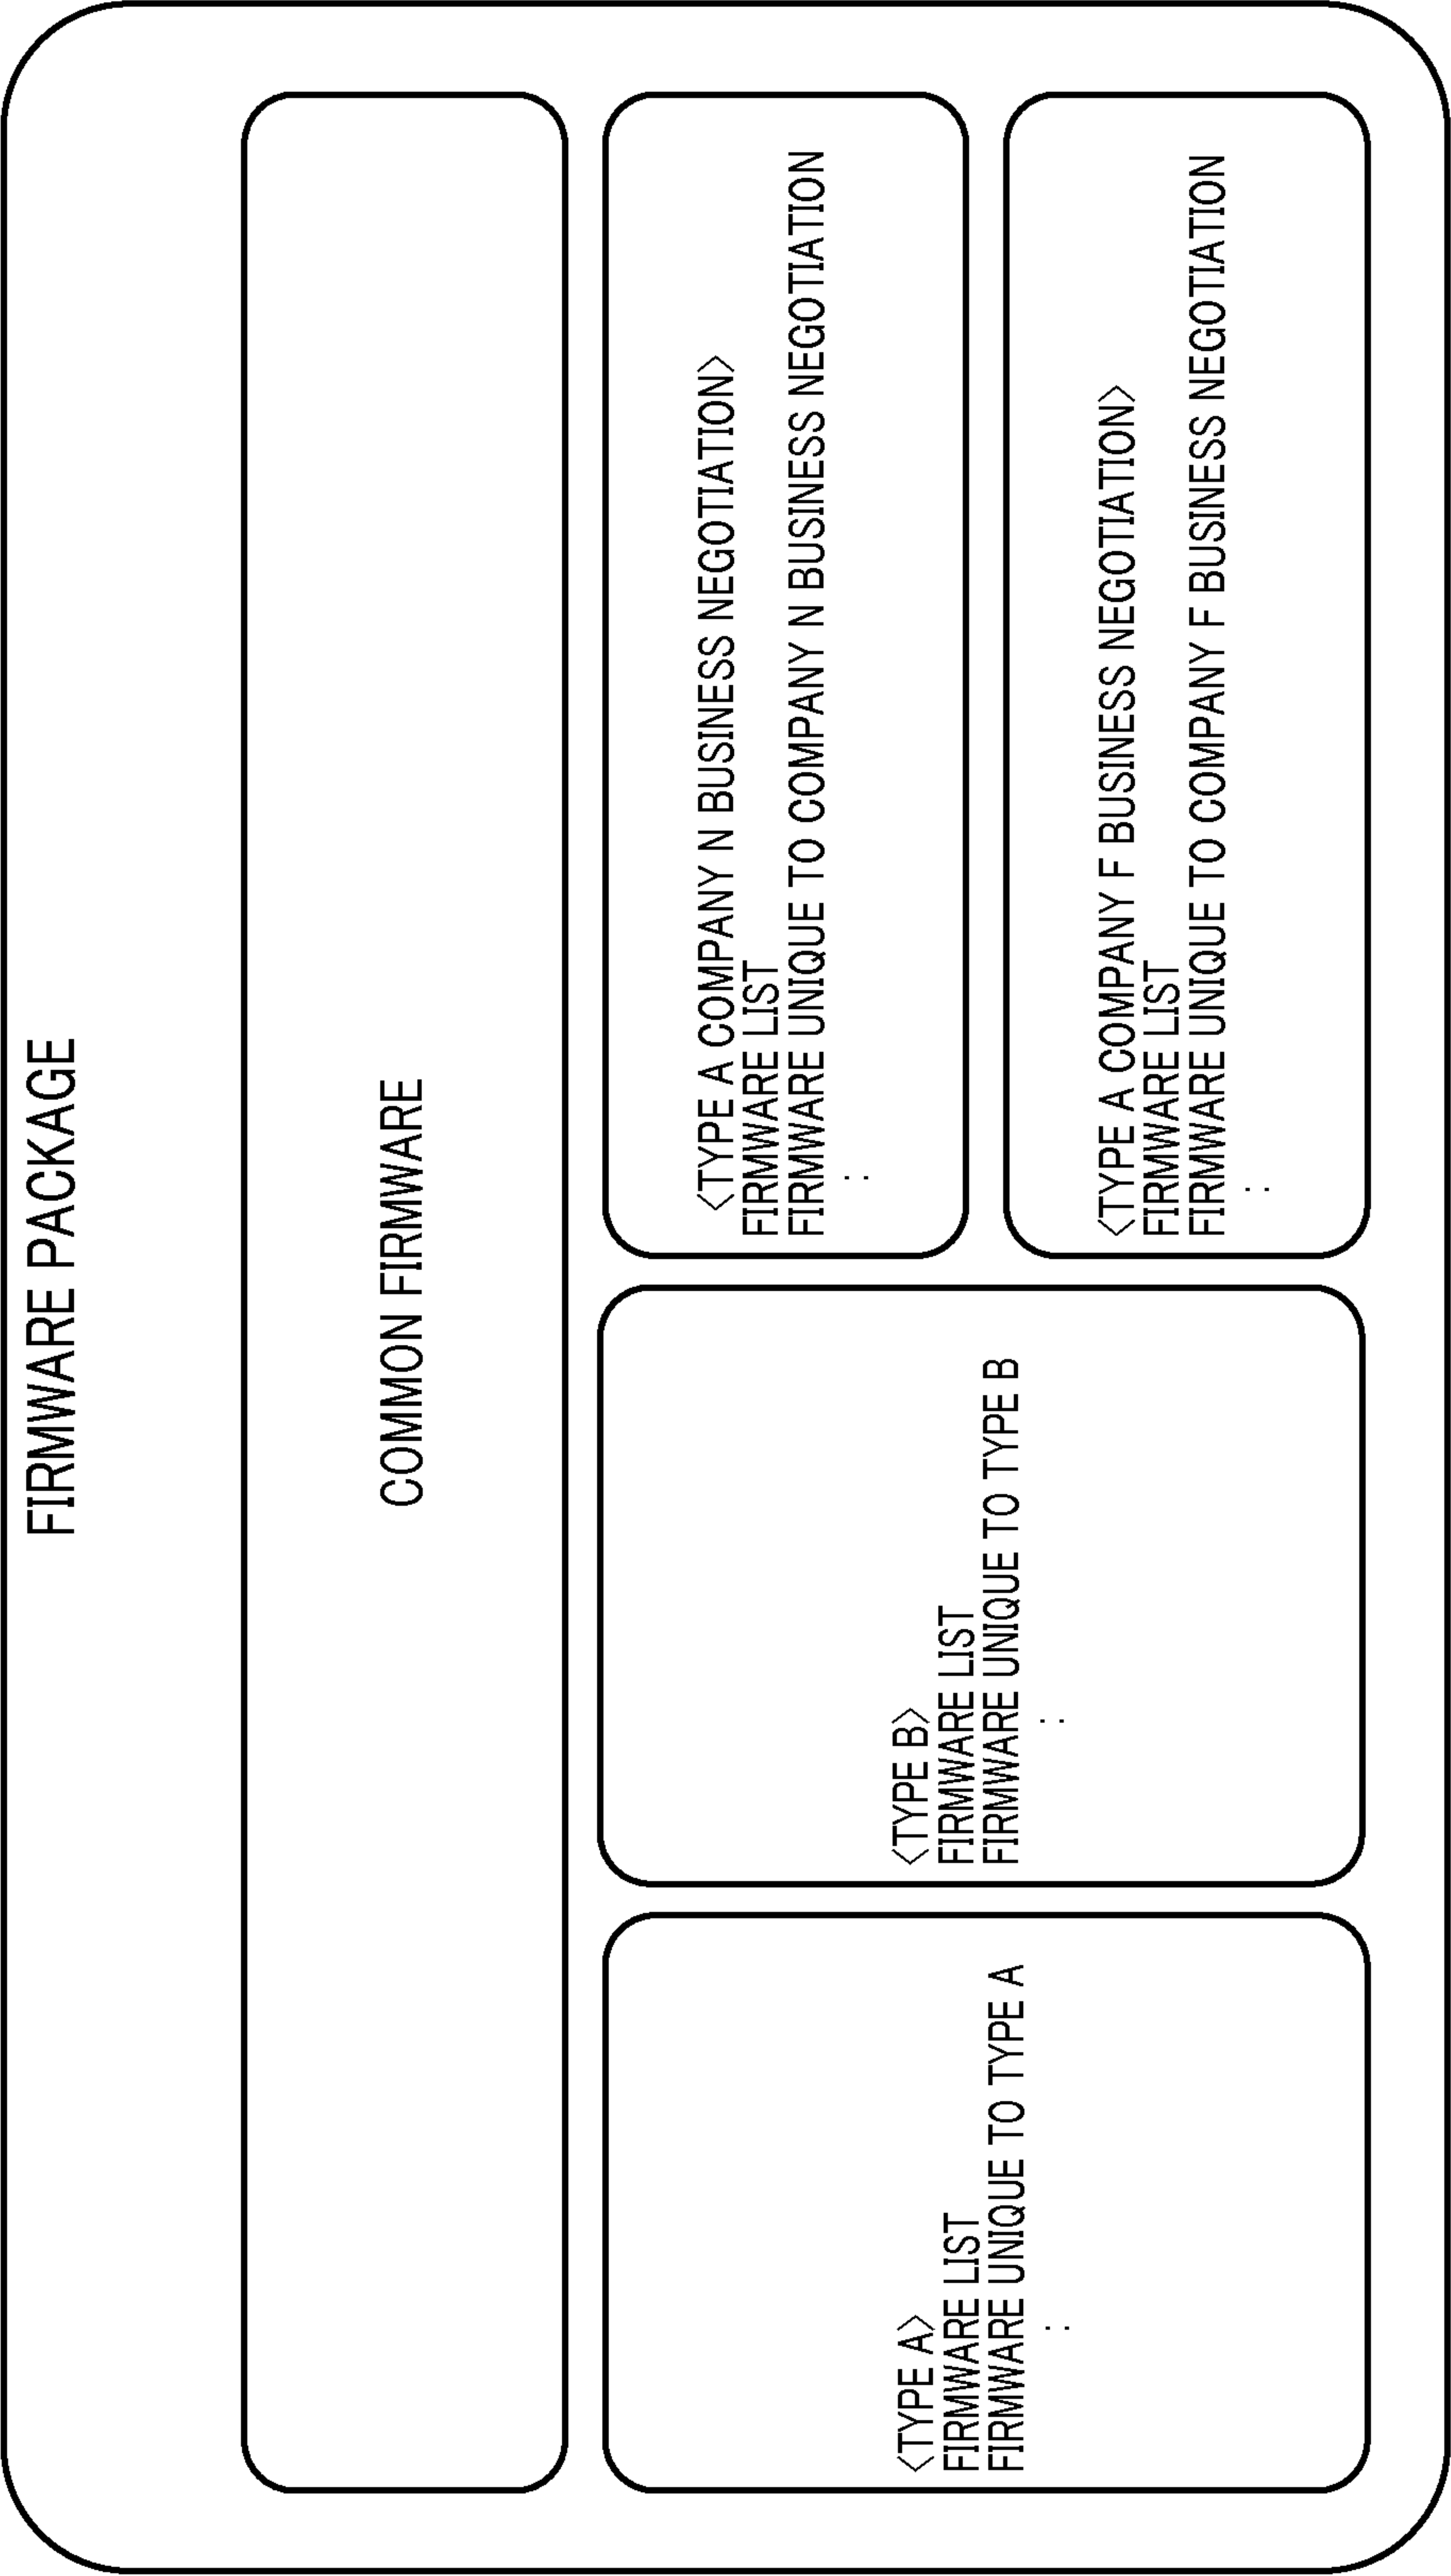 FIRMWARE PACKAGE
COMMON FIRMWARE
<TYPE A>
FIRMWARE LIST
FIRMWARE UNIQUE TO TYPE A
:
<TYPE B>
FIRMWARE LIST
FIRMWARE UNIQUE TO TYPE B
:
<TYPE A COMPANY N BUSINESS NEGOTIATION>
FIRMWARE LIST
FIRMWARE UNIQUE TO COMPANY N BUSINESS NEGOTIATION
:
<TYPE A COMPANY F BUSINESS NEGOTIATION>
FIRMWARE LIST
FIRMWARE UNIQUE TO COMPANY F BUSINESS NEGOTIATION
: